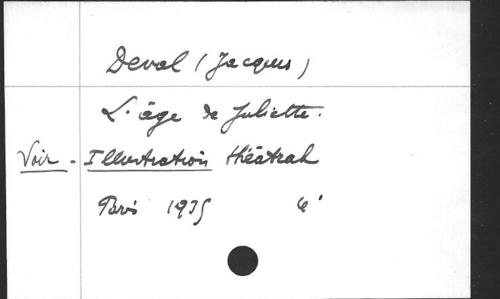 Deval (Jacques)
L'âge de Juliette.
Voir - Illustration théâtrale
Paris 1935 4°